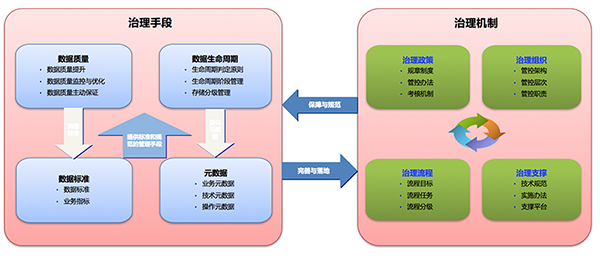 治理手段
数据质量
• 数据质量提升
• 数据质量监控与优化
• 数据质量主动保证
数据生命周期
• 生命周期判定原则
• 生命周期阶段管理
• 存储分级管理
提供标准和规
范的管理手段
数据标准
• 数据标准
• 业务指标
元数据
• 业务元数据
• 技术元数据
• 操作元数据
保障与规范
完善与落地
治理机制
治理政策
• 规章制度
• 管控办法
• 考核机制
治理组织
• 管控架构
• 管控层次
• 管控职责
治理流程
• 流程目标
• 流程任务
• 流程分级
治理支撑
• 技术规范
• 实施办法
• 支撑平台